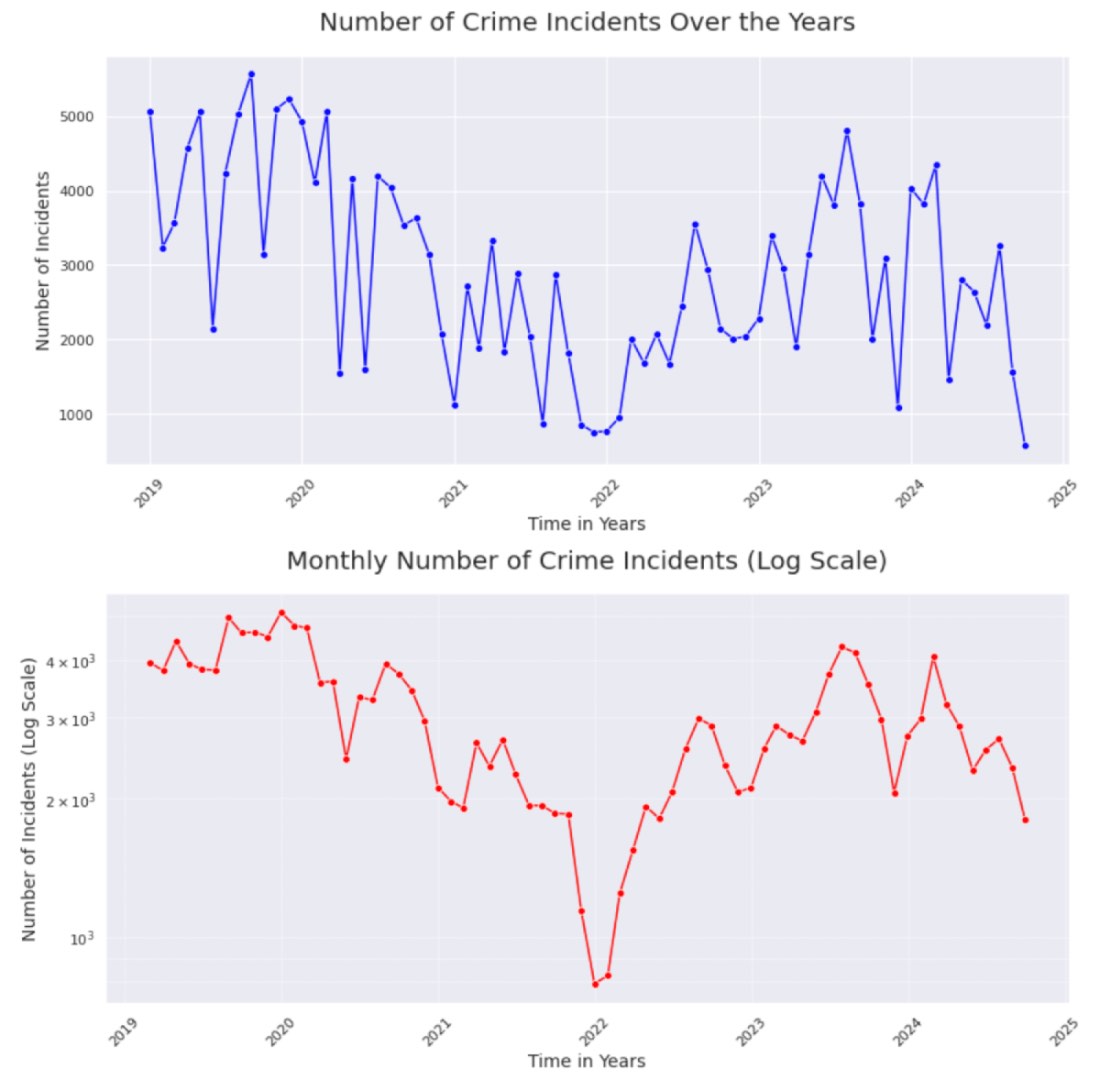 Number of Crime Incidents Over the Years
Number of Incidents
5000
4000
3000
2000
1000
2019
2020
2021
2022
2023
2024
2025
Time in Years
Monthly Number of Crime Incidents (Log Scale)
Number of Incidents (Log Scale)
4 × 10³
3 × 10³
2 × 10³
10³
2019
2020
2021
2022
2023
2024
2025
Time in Years